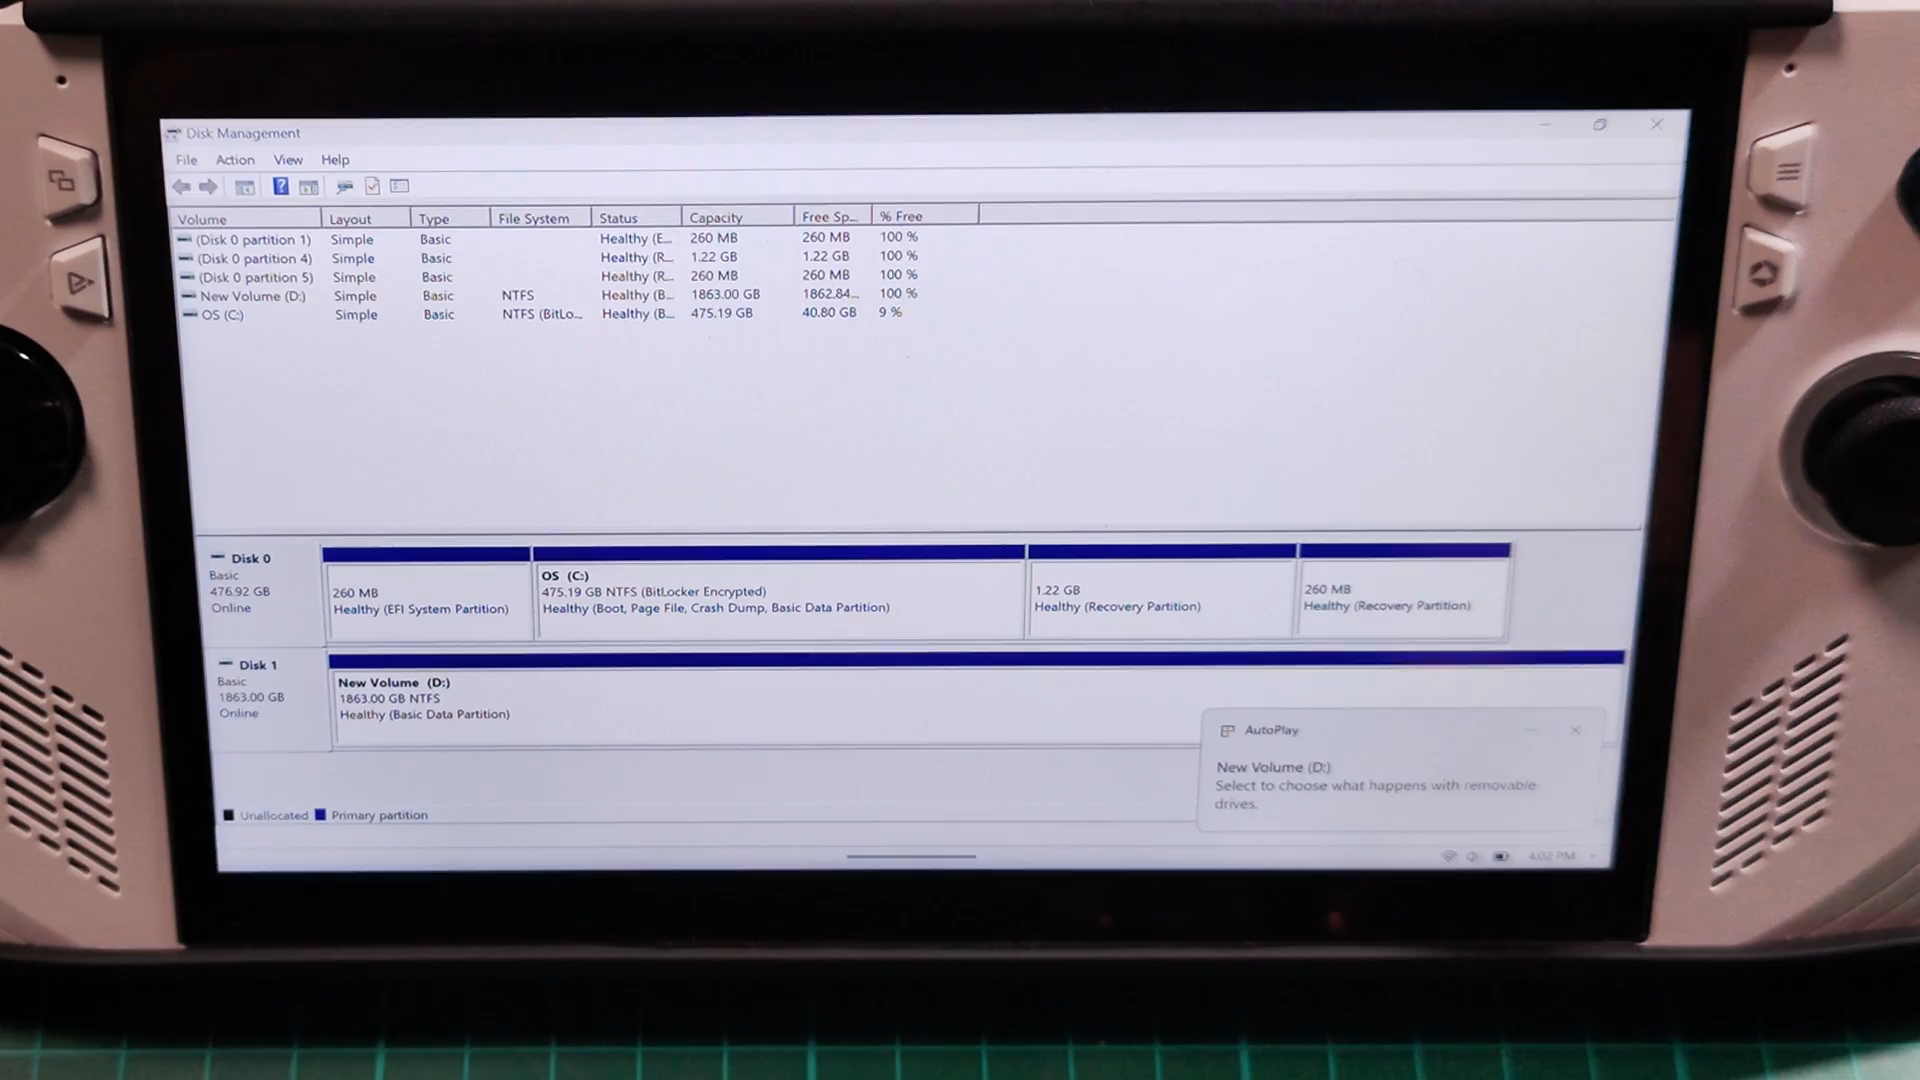 Disk Management
File Action View Help
Volume Layout Type File System Status Capacity Free Sp... % Free
(Disk 0 partition 1) Simple Basic Healthy (E... 260 MB 260 MB 100 %
(Disk 0 partition 4) Simple Basic Healthy (R... 1.22 GB 1.22 GB 100 %
(Disk 0 partition 5) Simple Basic Healthy (R... 260 MB 260 MB 100 %
New Volume (D:) Simple Basic NTFS Healthy (B... 1863.00 GB 1862.84... 100 %
OS (C:) Simple Basic NTFS (BitLo... Healthy (B... 475.19 GB 40.80 GB 9 %
Disk 0
Basic
476.92 GB
Online
260 MB
Healthy (EFI System Partition)
OS (C:)
475.19 GB NTFS (BitLocker Encrypted)
Healthy (Boot, Page File, Crash Dump, Basic Data Partition)
1.22 GB
Healthy (Recovery Partition)
260 MB
Healthy (Recovery Partition)
Disk 1
Basic
1863.00 GB
Online
New Volume (D:)
1863.00 GB NTFS
Healthy (Basic Data Partition)
AutoPlay
New Volume (D:)
Select to choose what happens with removable
drives.
Unallocated Primary partition
4:02 PM